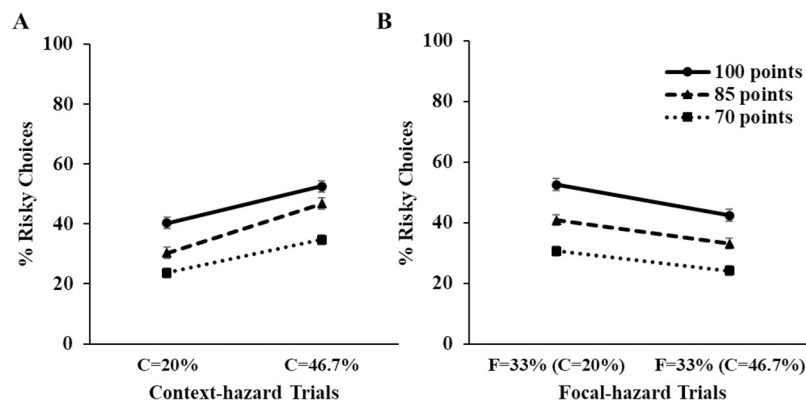 A
% Risky Choices
100
80
60
40
20
0
C=20% C=46.7%
Context-hazard Trials
B
% Risky Choices
100
80
60
40
20
0
F=33% (C=20%) F=33% (C=46.7%)
Focal-hazard Trials
100 points
85 points
70 points